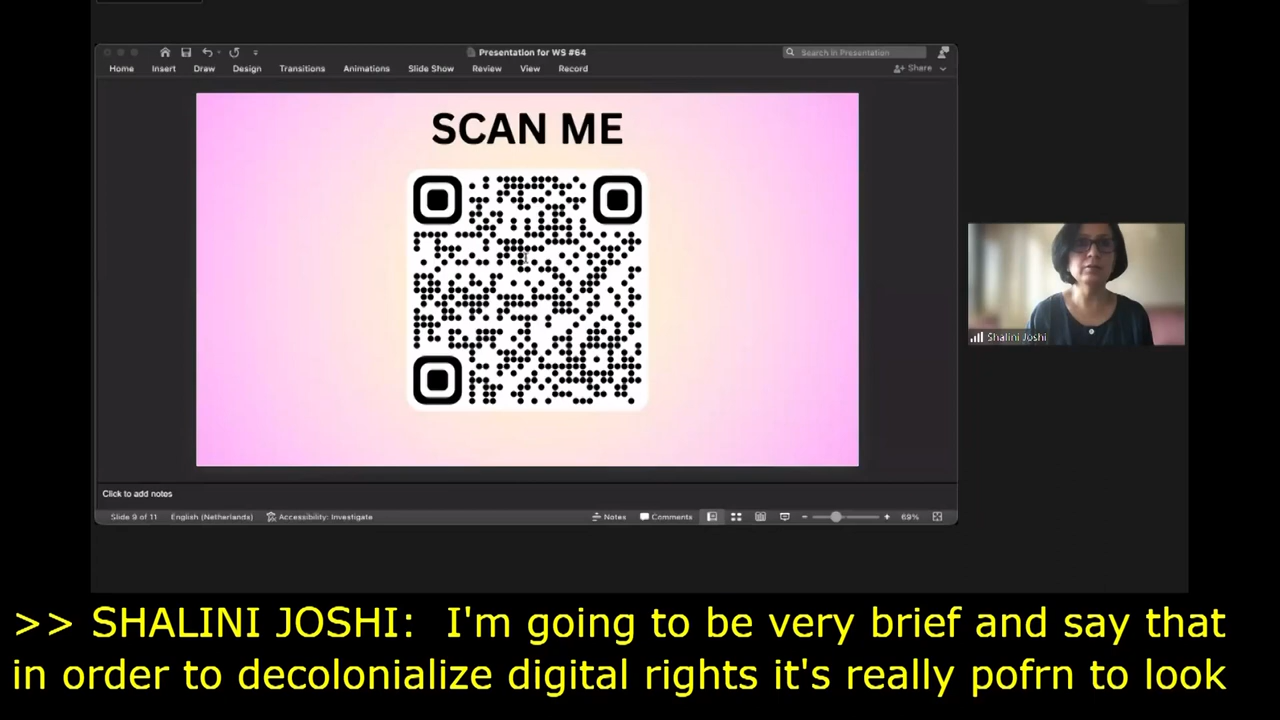 Presentation for WS #64
Search in Presentation
Home Insert Draw Design Transitions Animations Slide Show Review View Record Share
SCAN ME
Shalini Joshi
Click to add notes
Slide 9 of 11 English (Netherlands) Accessibility: Investigate Notes Comments 69%
>> SHALINI JOSHI: I'm going to be very brief and say that
in order to decolonialize digital rights it's really pofrn to look